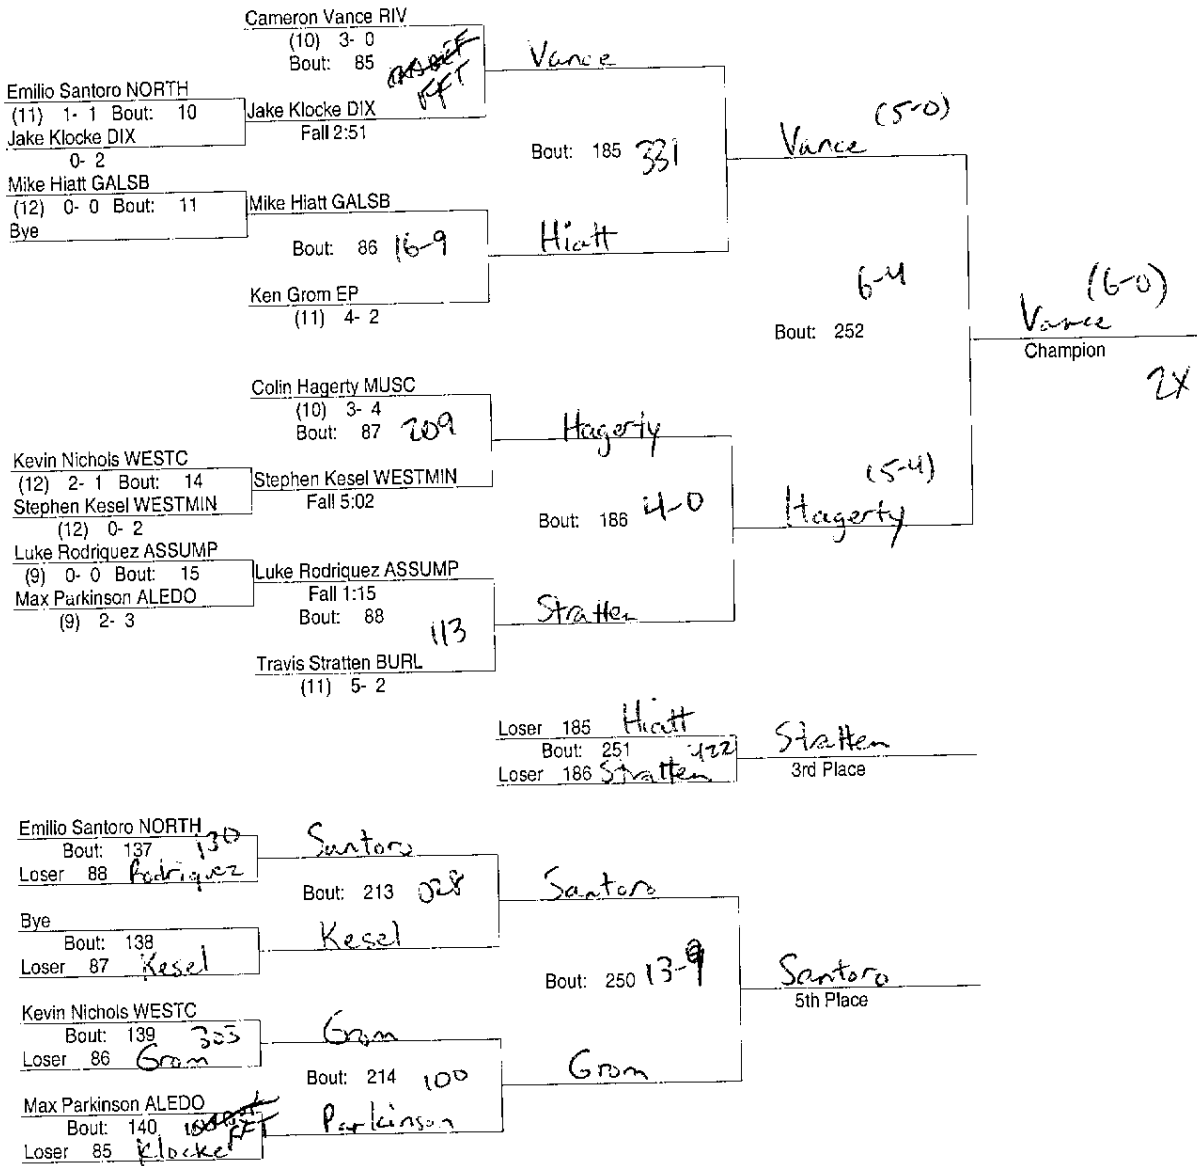 Cameron Vance RIV
(10) 3- 0
Bout: 85
FFT
Vance
Emilio Santoro NORTH
(11) 1- 1 Bout: 10
Jake Klocke DIX
0- 2
Jake Klocke DIX
Fall 2:51
Bout: 185 331
Vance (5-0)
Mike Hiatt GALSB
(12) 0- 0 Bout: 11
Bye
Mike Hiatt GALSB
Bout: 86 16-9
Hiatt
Ken Grom EP
(11) 4- 2
6-4
Bout: 252
Vance (6-0)
Champion
2X
Colin Hagerty MUSC
(10) 3- 4
Bout: 87 209
Hagerty
Kevin Nichols WESTC
(12) 2- 1 Bout: 14
Stephen Kesel WESTMIN
(12) 0- 2
Stephen Kesel WESTMIN
Fall 5:02
Bout: 186 4-0
(5-4)
Hagerty
Luke Rodriquez ASSUMP
(9) 0- 0 Bout: 15
Max Parkinson ALEDO
(9) 2- 3
Luke Rodriquez ASSUMP
Fall 1:15
Bout: 88
113
Stratten
Travis Stratten BURL
(11) 5- 2
Loser 185 Hiatt
Bout: 251 422
Loser 186 Stratten
Stratten
3rd Place
Emilio Santoro NORTH
Bout: 137 130
Loser 88 Rodriquez
Santoro
Bout: 213 028
Santoro
Bye
Bout: 138
Loser 87 Kesel
Kesel
Bout: 250 13-9
Santoro
5th Place
Kevin Nichols WESTC
Bout: 139 303
Loser 86 Grom
Grom
Bout: 214 100
Grom
Max Parkinson ALEDO
Bout: 140 FFT
Loser 85 Klocke
Parkinson